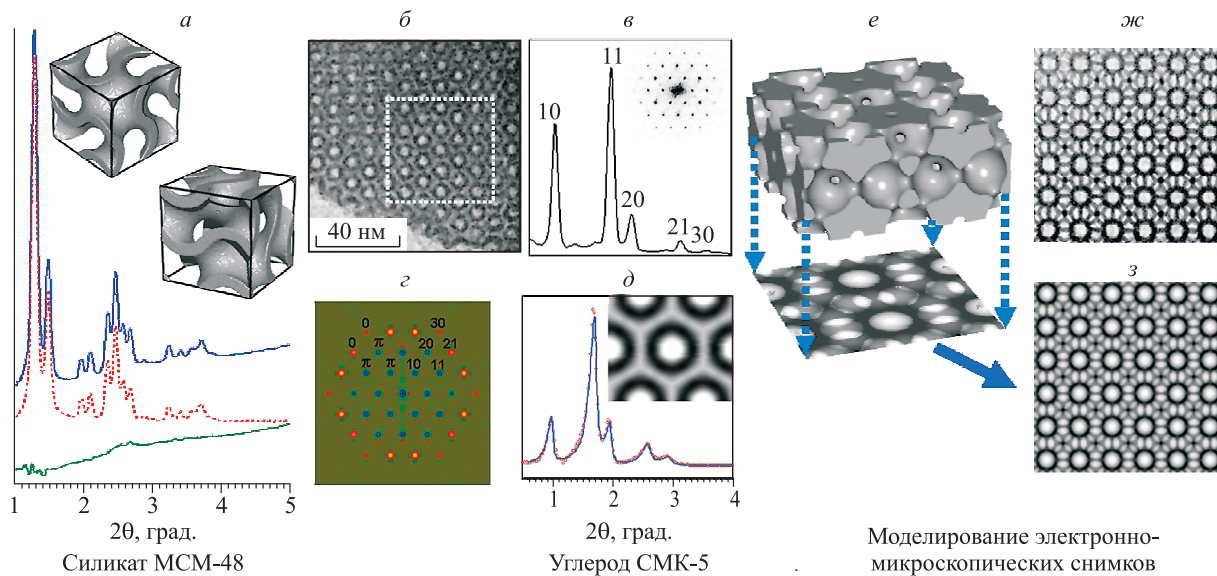 а
б
в
е
ж
10
11
20
21
30
40 нм
г
д
з
0
30
0
π
20
21
π
π
10
11
1
2
3
4
5
2θ, град.
Силикат МСМ-48
1
2
3
4
2θ, град.
Углерод СМК-5
.
Моделирование электронно-
микроскопических снимков